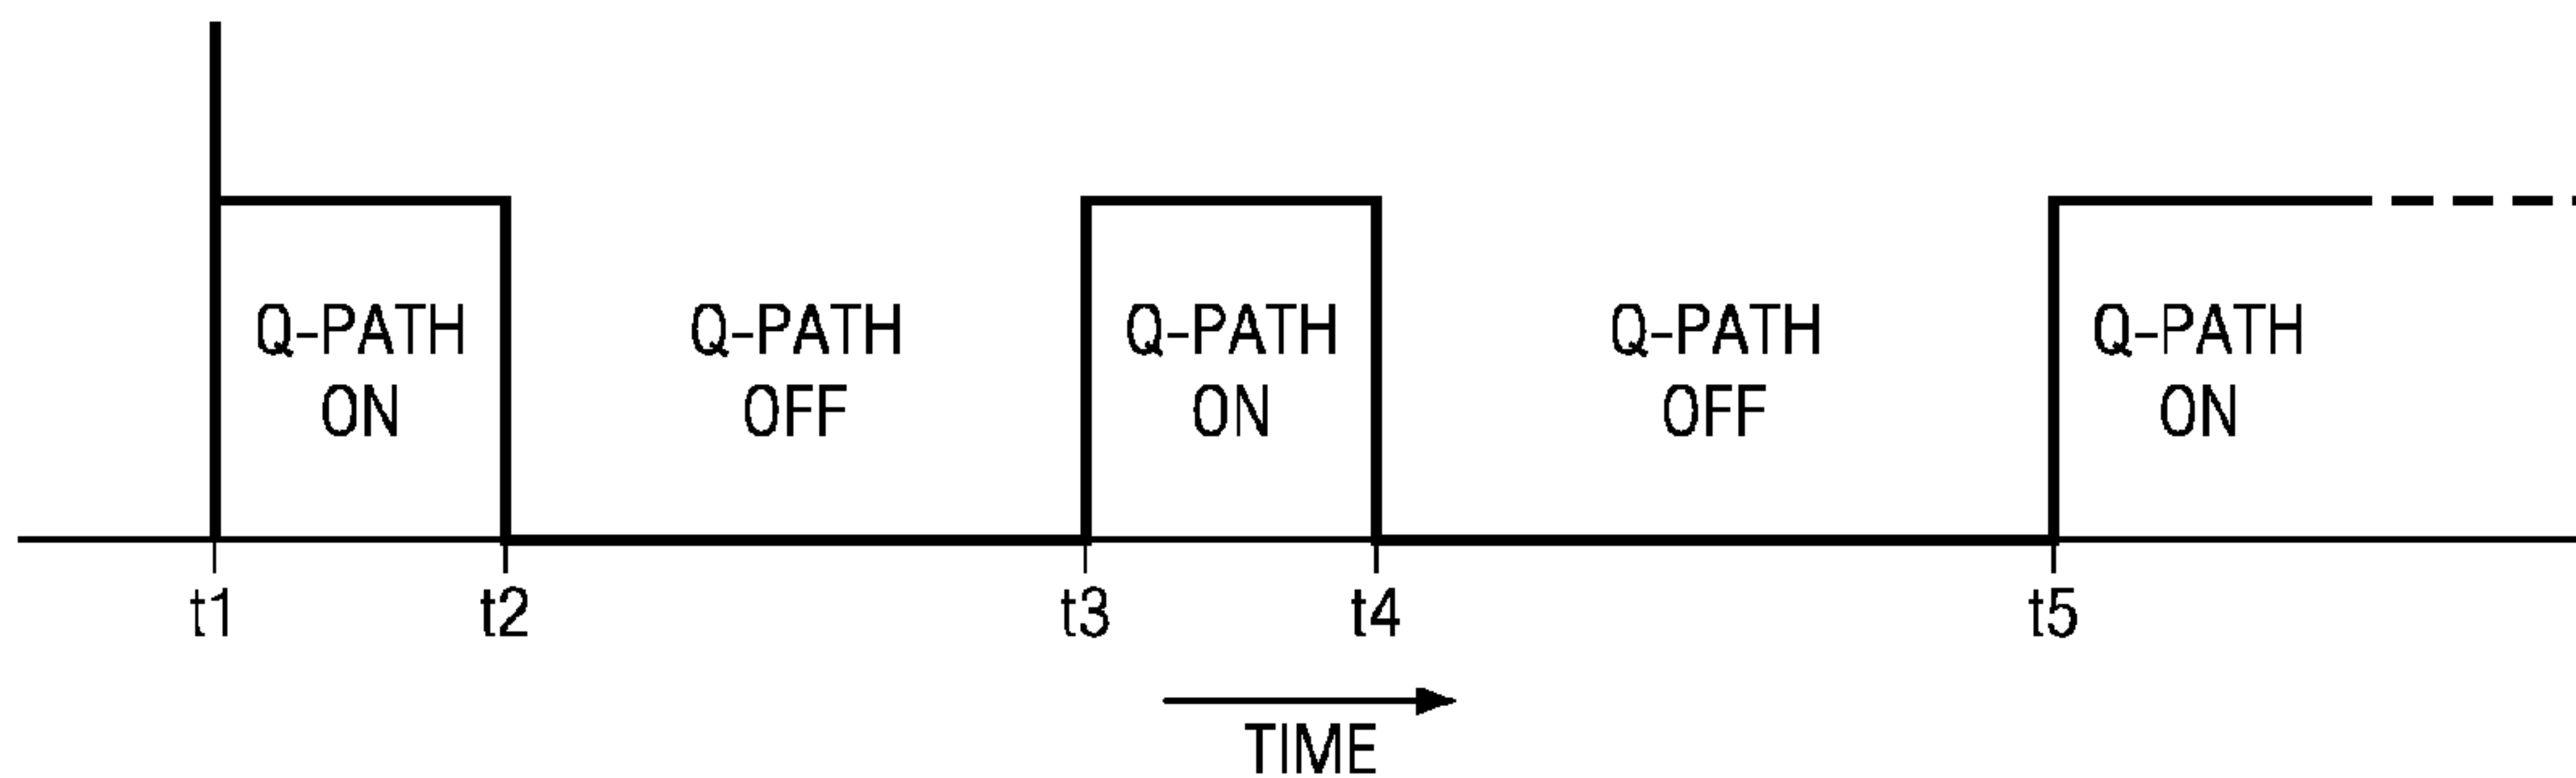 Q-PATH
ON
Q-PATH
OFF
Q-PATH
ON
Q-PATH
OFF
Q-PATH
ON
t1
t2
t3
t4
t5
TIME